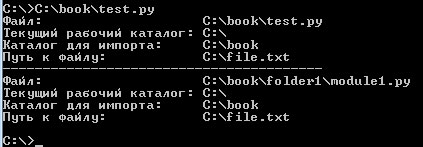 C:\>C:\book\test.py
Файл:                    C:\book\test.py
Текущий рабочий каталог: C:\
Каталог для импорта:     C:\book
Путь к файлу:            C:\file.txt
----------------------------------------
Файл:                    C:\book\folder1\module1.py
Текущий рабочий каталог: C:\
Каталог для импорта:     C:\book
Путь к файлу:            C:\file.txt
C:\>_